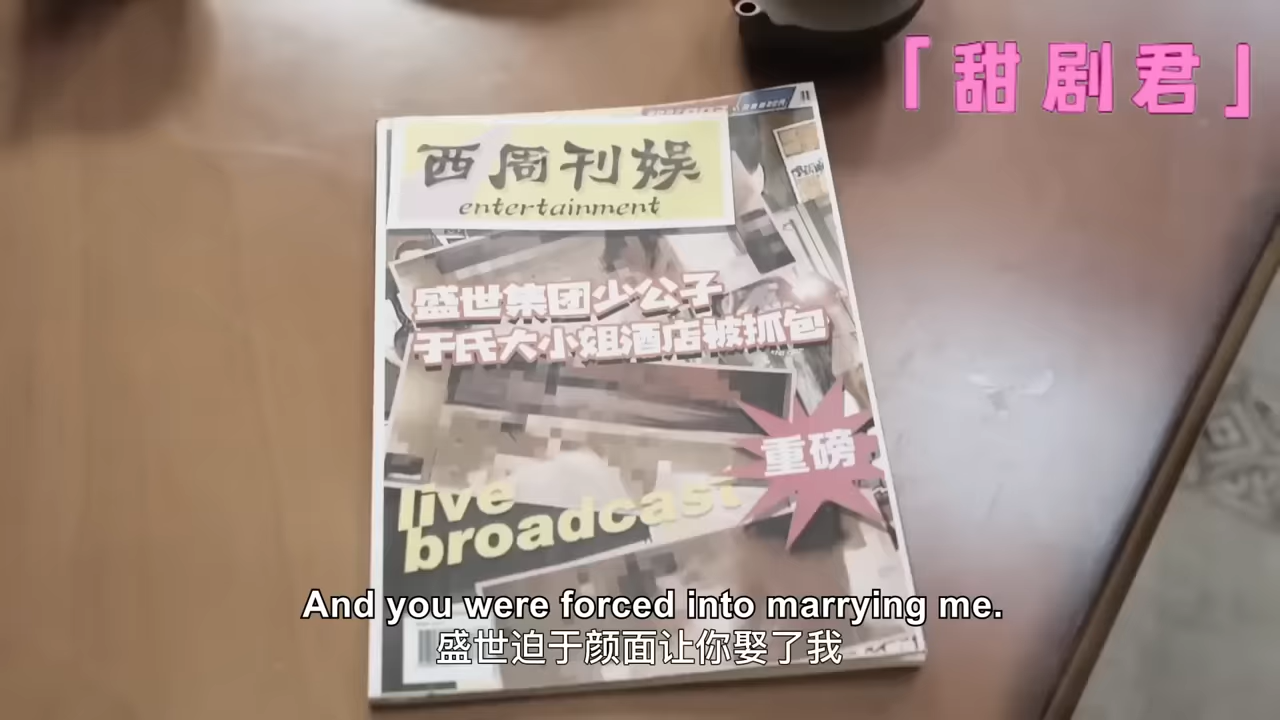 「甜剧君」
西周刊娱
entertainment
盛世集团少公子
于氏大小姐酒店被抓包
重磅
live
broadcast
And you were forced into marrying me.
盛世迫于颜面让你娶了我